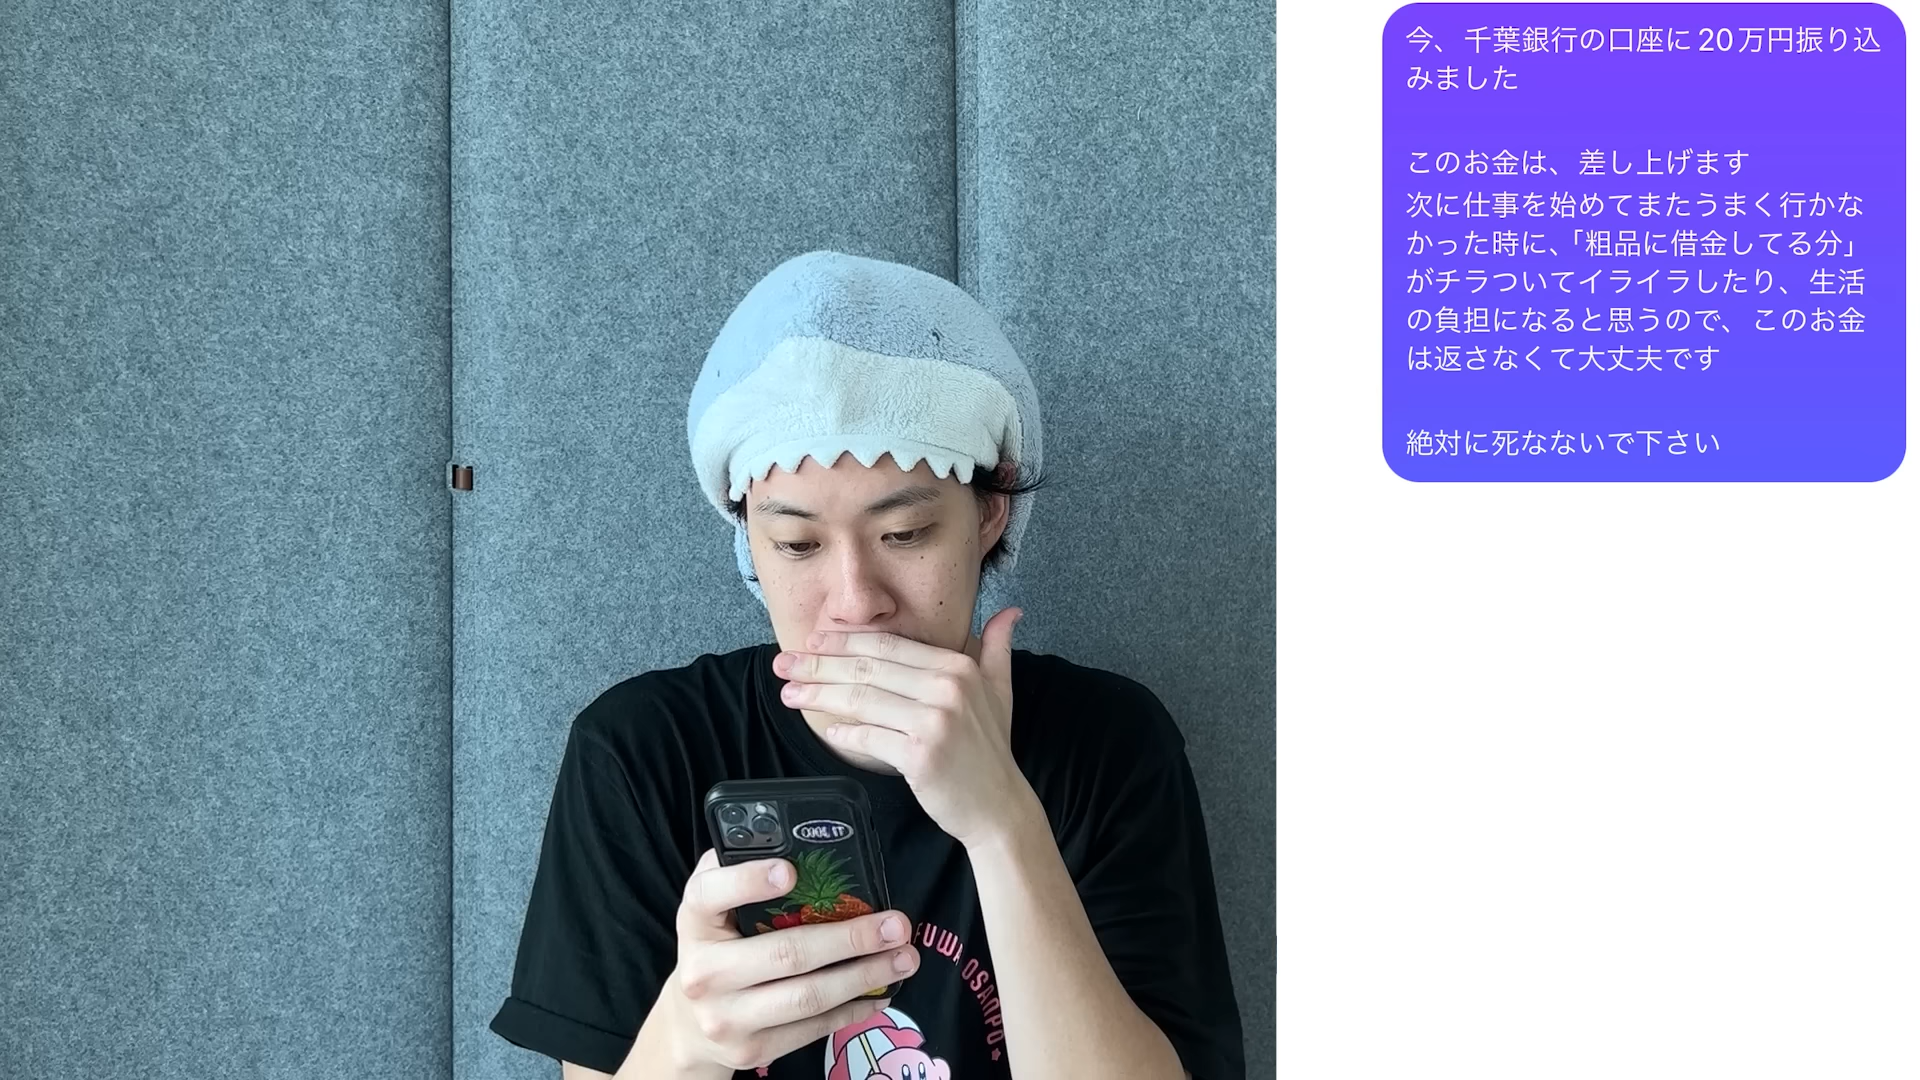 今、千葉銀行の口座に20万円振り込
みました
このお金は、差し上げます
次に仕事を始めてまたうまく行かな
かった時に、「粗品に借金してる分」
がチラついてイライラしたり、生活
の負担になると思うので、このお金
は返さなくて大丈夫です
絶対に死なないで下さい
COOL IT
FUWA OSANPO